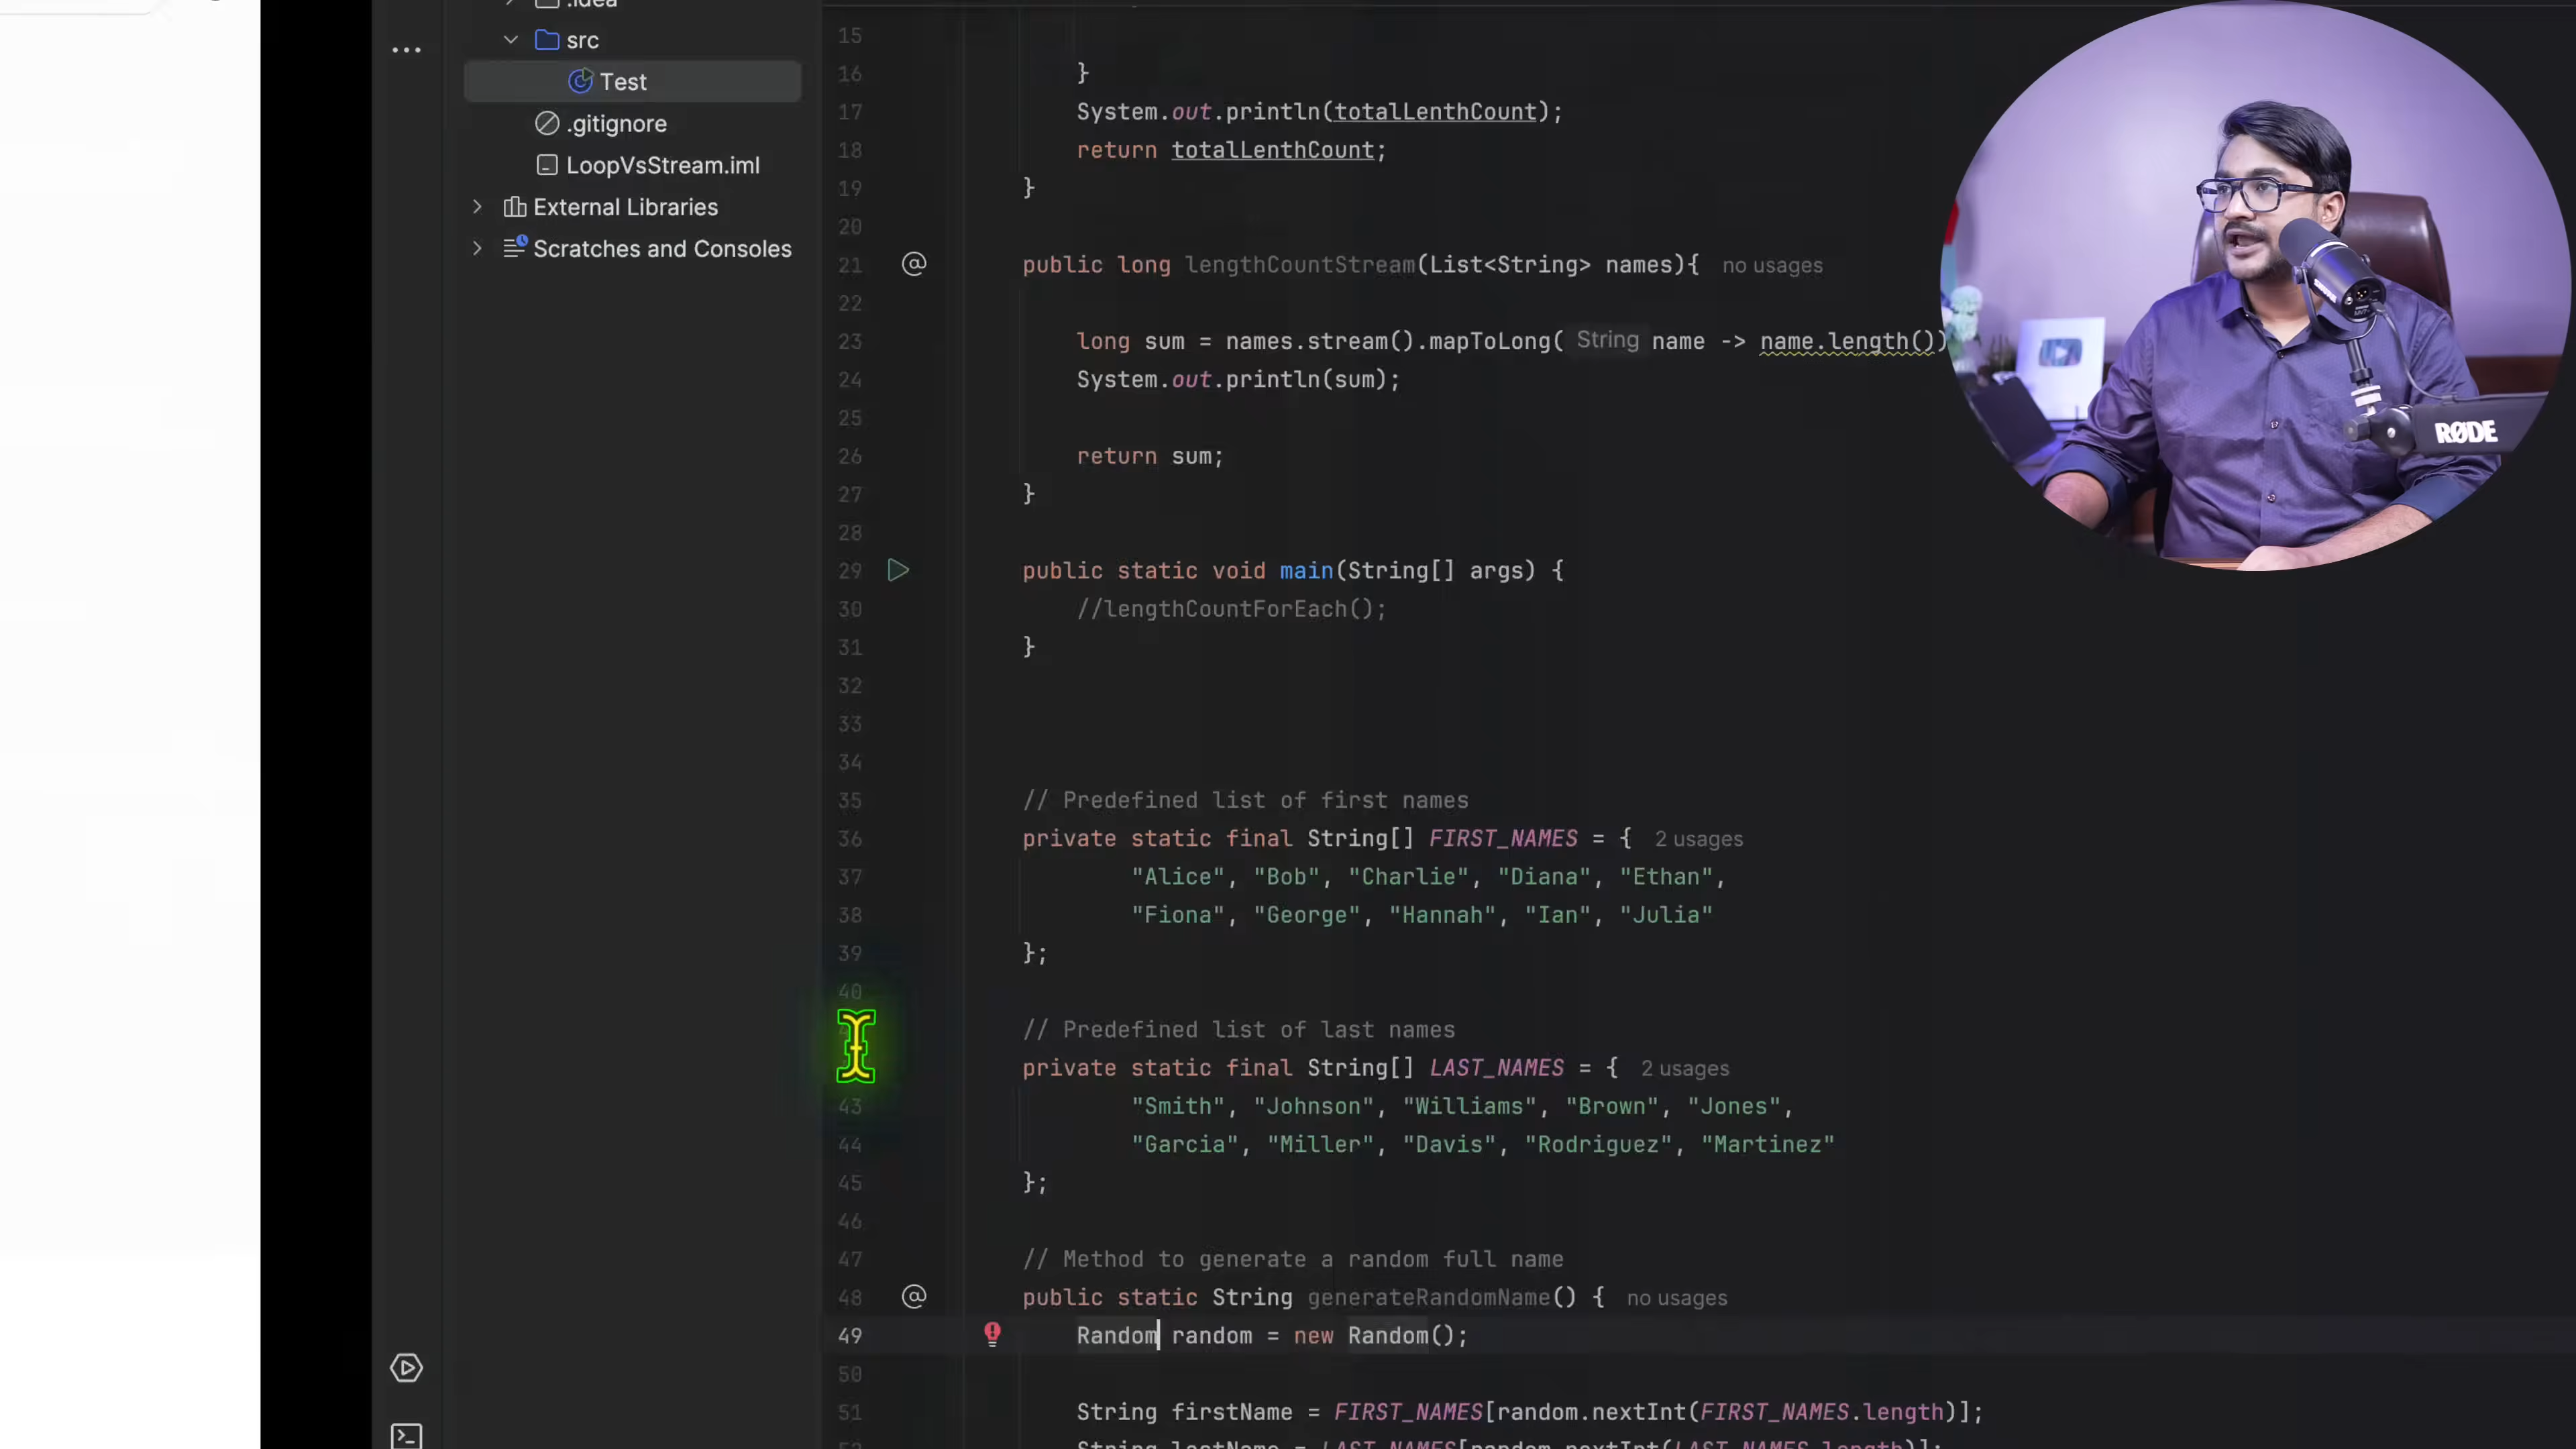 .idea
src
Test
.gitignore
LoopVsStream.iml
External Libraries
Scratches and Consoles
15
16 }
17 System.out.println(totalLenthCount);
18 return totalLenthCount;
19 }
20
21 public long lengthCountStream(List<String> names){ no usages
22
23 long sum = names.stream().mapToLong( String name -> name.length())
24 System.out.println(sum);
25
26 return sum;
27 }
28
29 public static void main(String[] args) {
30 //lengthCountForEach();
31 }
32
33
34
35 // Predefined list of first names
36 private static final String[] FIRST_NAMES = { 2 usages
37 "Alice", "Bob", "Charlie", "Diana", "Ethan",
38 "Fiona", "George", "Hannah", "Ian", "Julia"
39 };
40
// Predefined list of last names
private static final String[] LAST_NAMES = { 2 usages
43 "Smith", "Johnson", "Williams", "Brown", "Jones",
44 "Garcia", "Miller", "Davis", "Rodriguez", "Martinez"
45 };
46
47 // Method to generate a random full name
48 public static String generateRandomName() { no usages
49 Random random = new Random();
50
51 String firstName = FIRST_NAMES[random.nextInt(FIRST_NAMES.length)];
String lastName = LAST_NAMES[random.nextInt(LAST_NAMES.length)];
RØDE